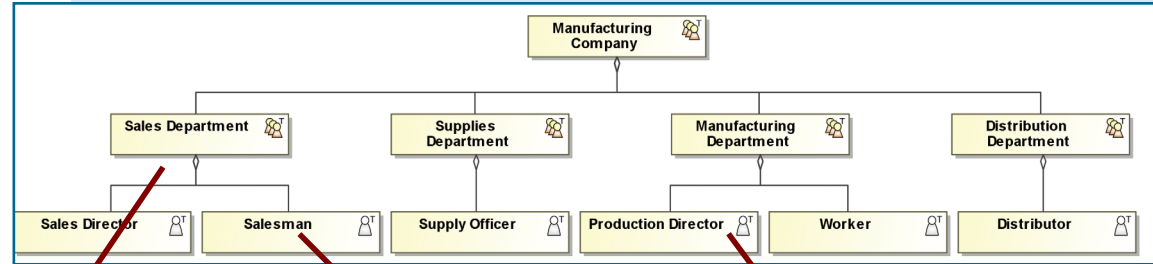 Manufacturing
Company
Sales Department
Supplies
Department
Manufacturing
Department
Distribution
Department
Sales Director
Salesman
Supply Officer
Production Director
Worker
Distributor